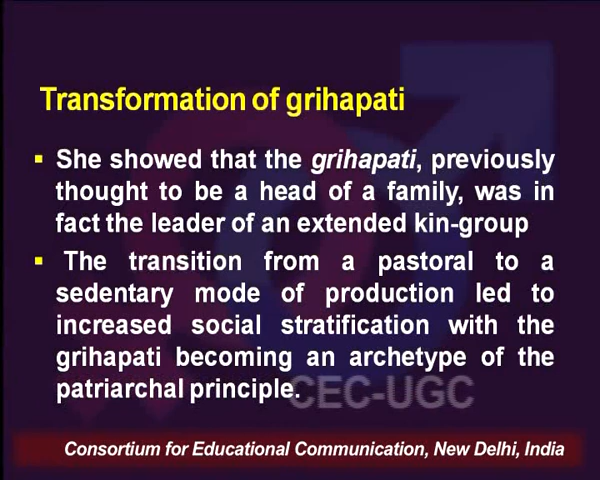 Transformation of grihapati
▪ She showed that the grihapati, previously
thought to be a head of a family, was in
fact the leader of an extended kin-group
▪ The transition from a pastoral to a
sedentary mode of production led to
increased social stratification with the
grihapati becoming an archetype of the
patriarchal principle.
CEC-UGC
Consortium for Educational Communication, New Delhi, India